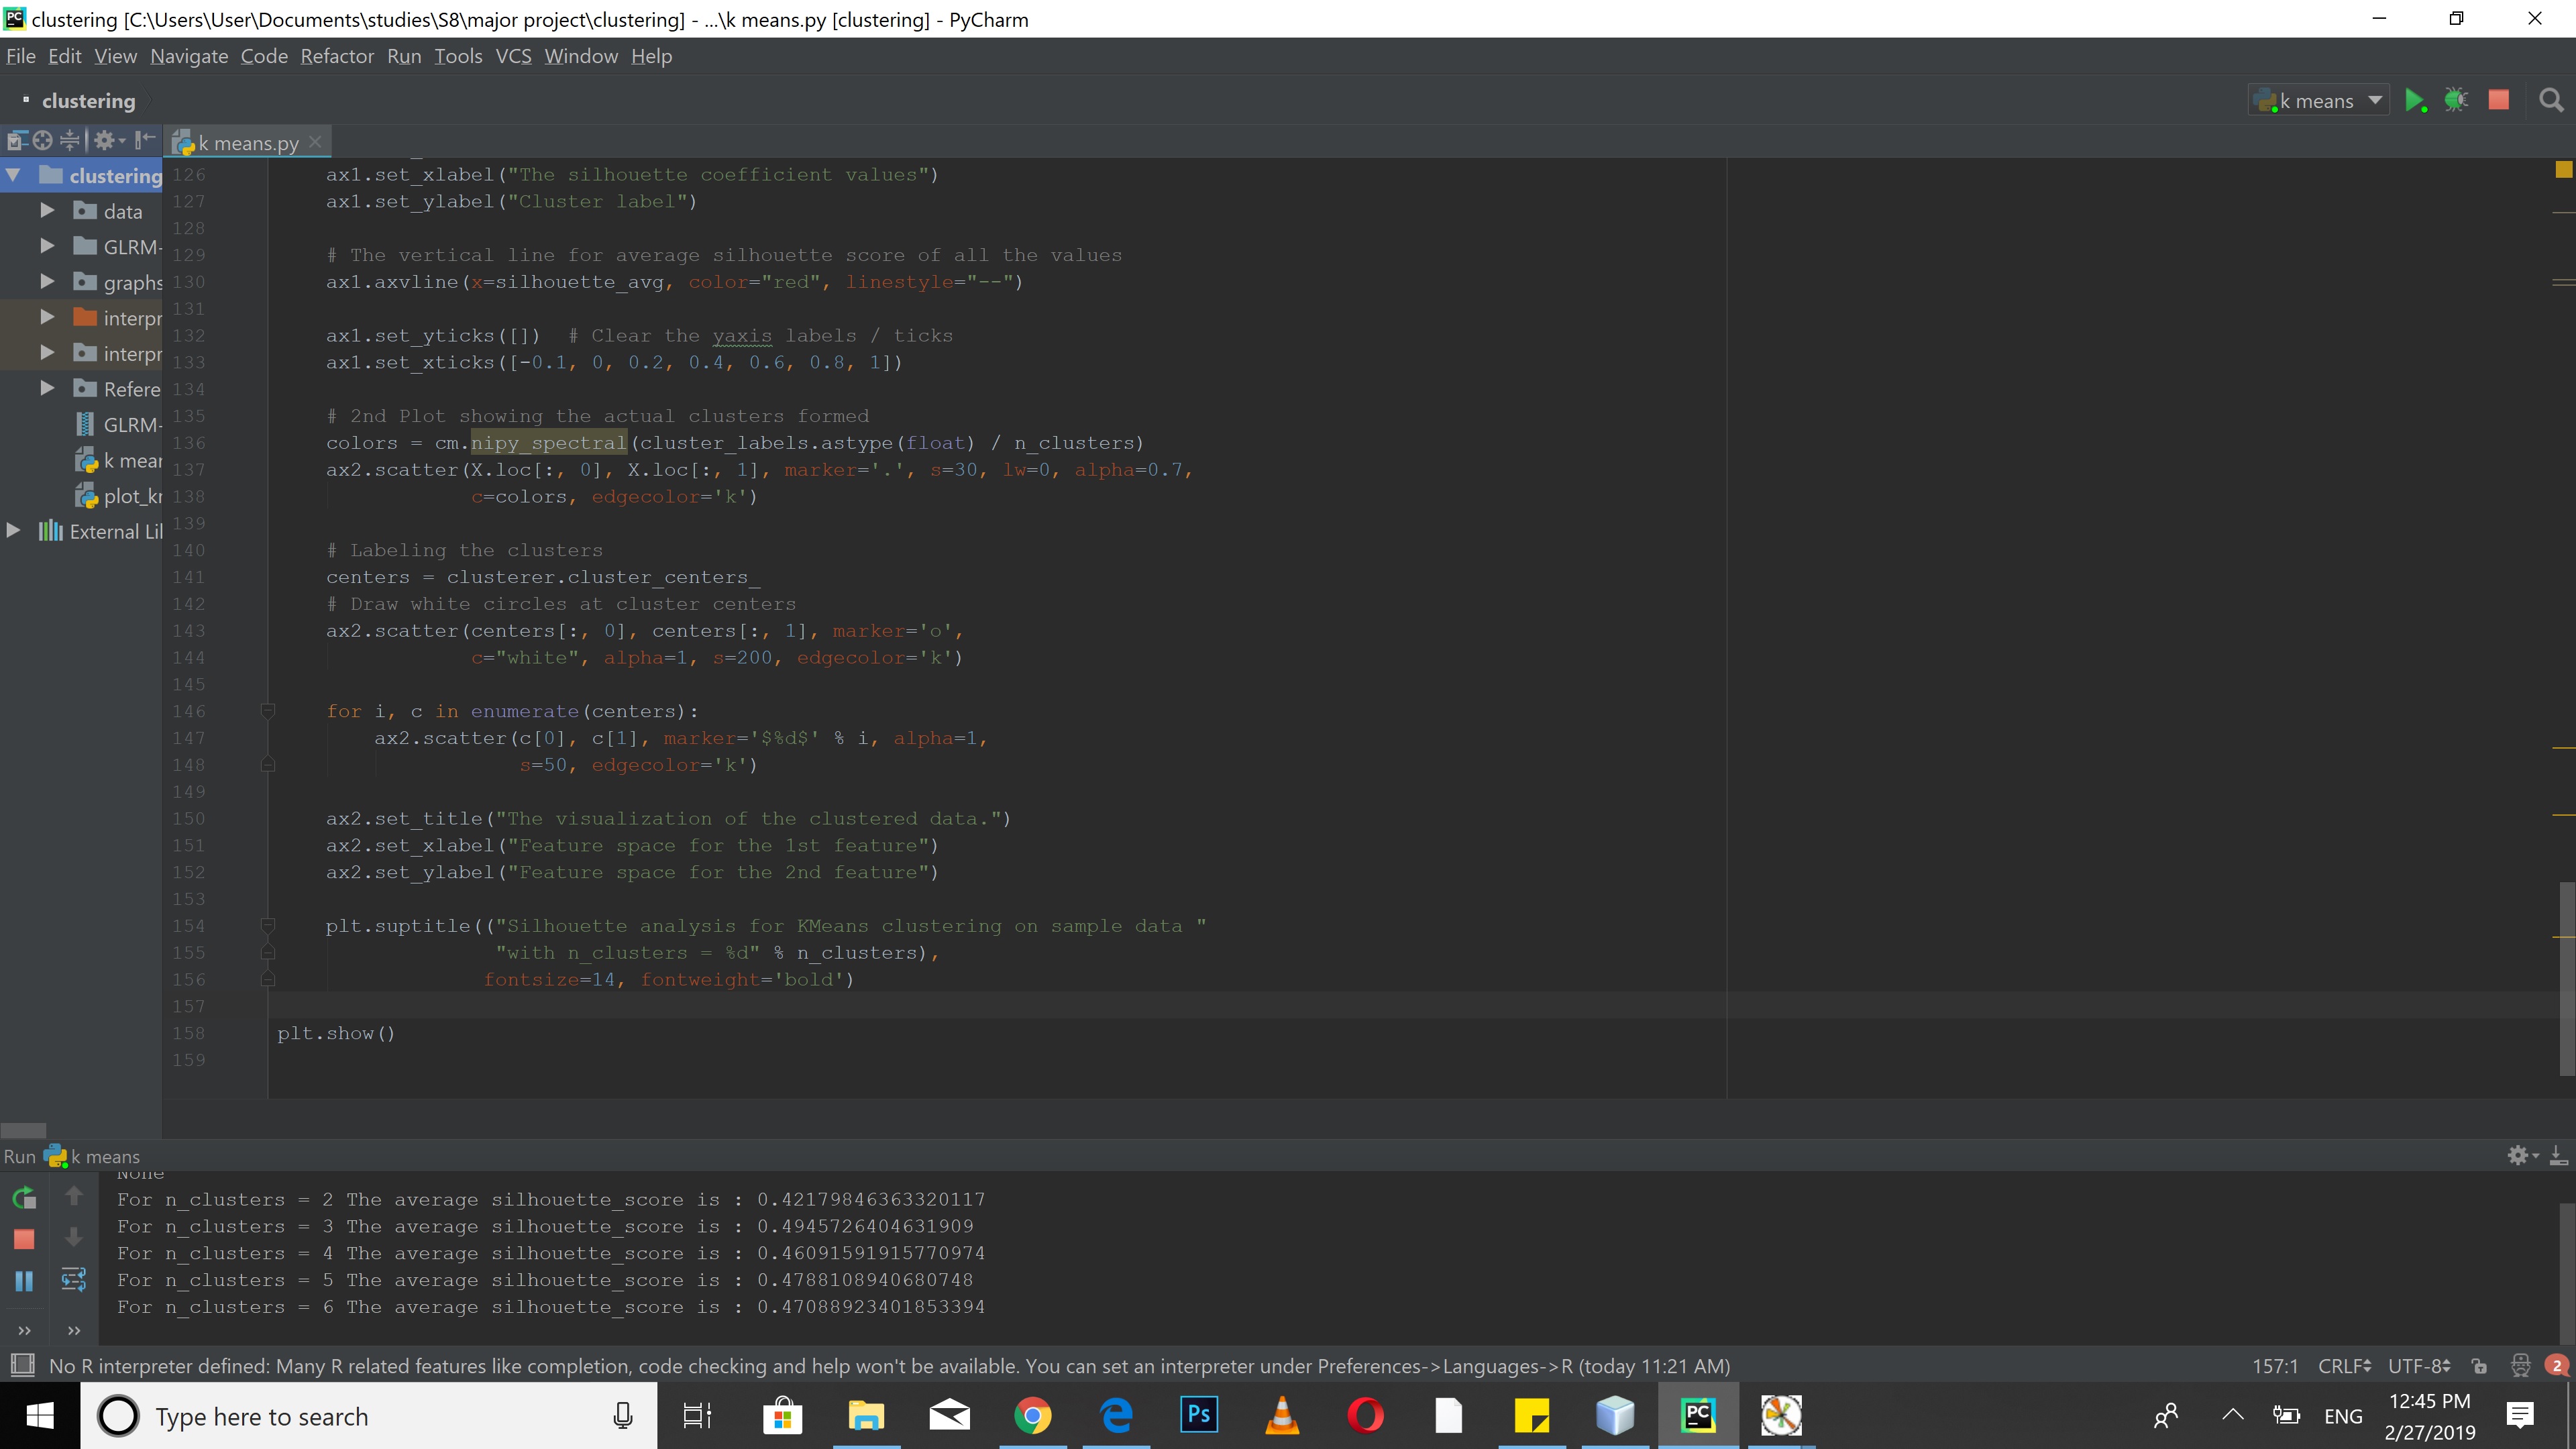 clustering [C:\Users\User\Documents\studies\S8\major project\clustering] - ...\k means.py [clustering] - PyCharm
File Edit View Navigate Code Refactor Run Tools VCS Window Help
clustering
k means
k means.py
clustering
data
GLRM-
graphs
interpr
interpr
Refere
GLRM-
k mear
plot_kr
External Lil
126 ax1.set_xlabel("The silhouette coefficient values")
127 ax1.set_ylabel("Cluster label")
128
129 # The vertical line for average silhouette score of all the values
130 ax1.axvline(x=silhouette_avg, color="red", linestyle="--")
131
132 ax1.set_yticks([])  # Clear the yaxis labels / ticks
133 ax1.set_xticks([-0.1, 0, 0.2, 0.4, 0.6, 0.8, 1])
134
135 # 2nd Plot showing the actual clusters formed
136 colors = cm.nipy_spectral(cluster_labels.astype(float) / n_clusters)
137 ax2.scatter(X.loc[:, 0], X.loc[:, 1], marker='.', s=30, lw=0, alpha=0.7,
138 c=colors, edgecolor='k')
139
140 # Labeling the clusters
141 centers = clusterer.cluster_centers_
142 # Draw white circles at cluster centers
143 ax2.scatter(centers[:, 0], centers[:, 1], marker='o',
144 c="white", alpha=1, s=200, edgecolor='k')
145
146 for i, c in enumerate(centers):
147 ax2.scatter(c[0], c[1], marker='$%d$' % i, alpha=1,
148 s=50, edgecolor='k')
149
150 ax2.set_title("The visualization of the clustered data.")
151 ax2.set_xlabel("Feature space for the 1st feature")
152 ax2.set_ylabel("Feature space for the 2nd feature")
153
154 plt.suptitle(("Silhouette analysis for KMeans clustering on sample data "
155 "with n_clusters = %d" % n_clusters),
156 fontsize=14, fontweight='bold')
157
158 plt.show()
159
Run k means
None
For n_clusters = 2 The average silhouette_score is : 0.42179846363320117
For n_clusters = 3 The average silhouette_score is : 0.4945726404631909
For n_clusters = 4 The average silhouette_score is : 0.46091591915770974
For n_clusters = 5 The average silhouette_score is : 0.4788108940680748
For n_clusters = 6 The average silhouette_score is : 0.47088923401853394
No R interpreter defined: Many R related features like completion, code checking and help won't be available. You can set an interpreter under Preferences->Languages->R (today 11:21 AM)
157:1 CRLF UTF-8 2
Type here to search
Ps
PC
ENG
12:45 PM
2/27/2019